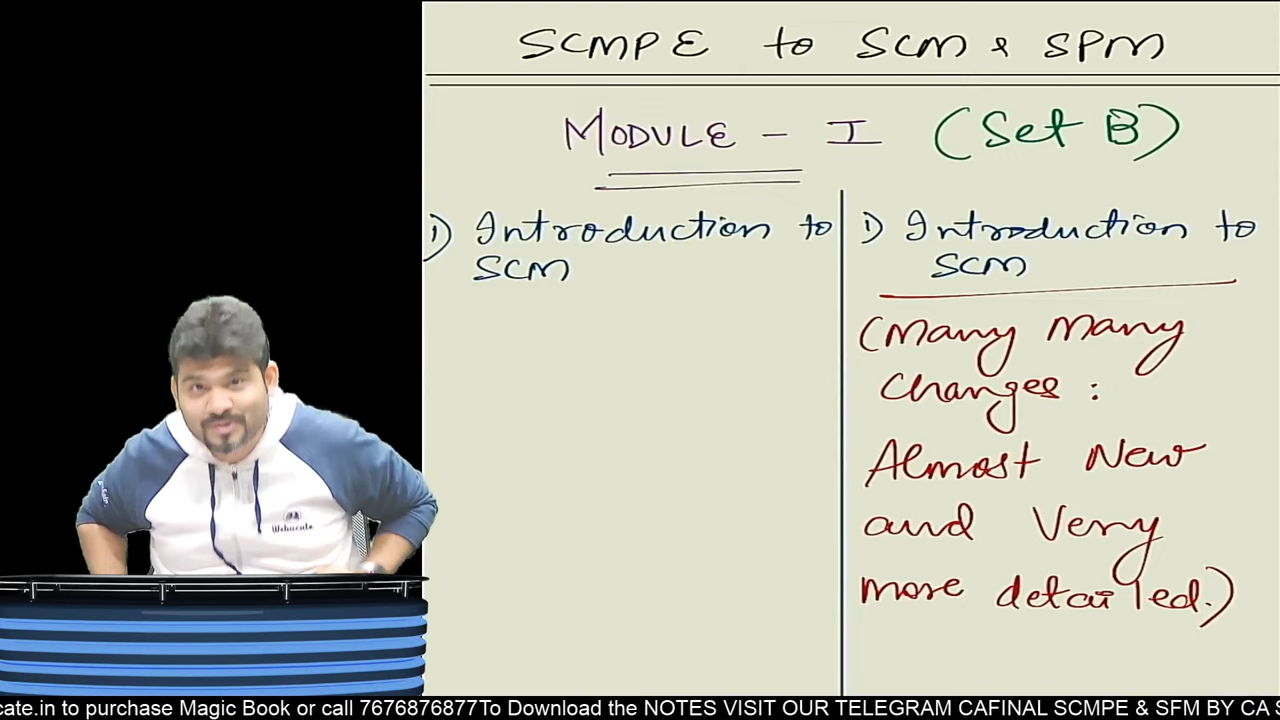 SCMPE to SCM & SPM
MODULE - I (Set B)
1) Introduction to
SCM
1) Introduction to
SCM
(Many Many
Changes:
Almost New
and Very
more detailed.)
Webacate
cate.in to purchase Magic Book or call 7676876877To Download the NOTES VISIT OUR TELEGRAM CAFINAL SCMPE & SFM BY CA S